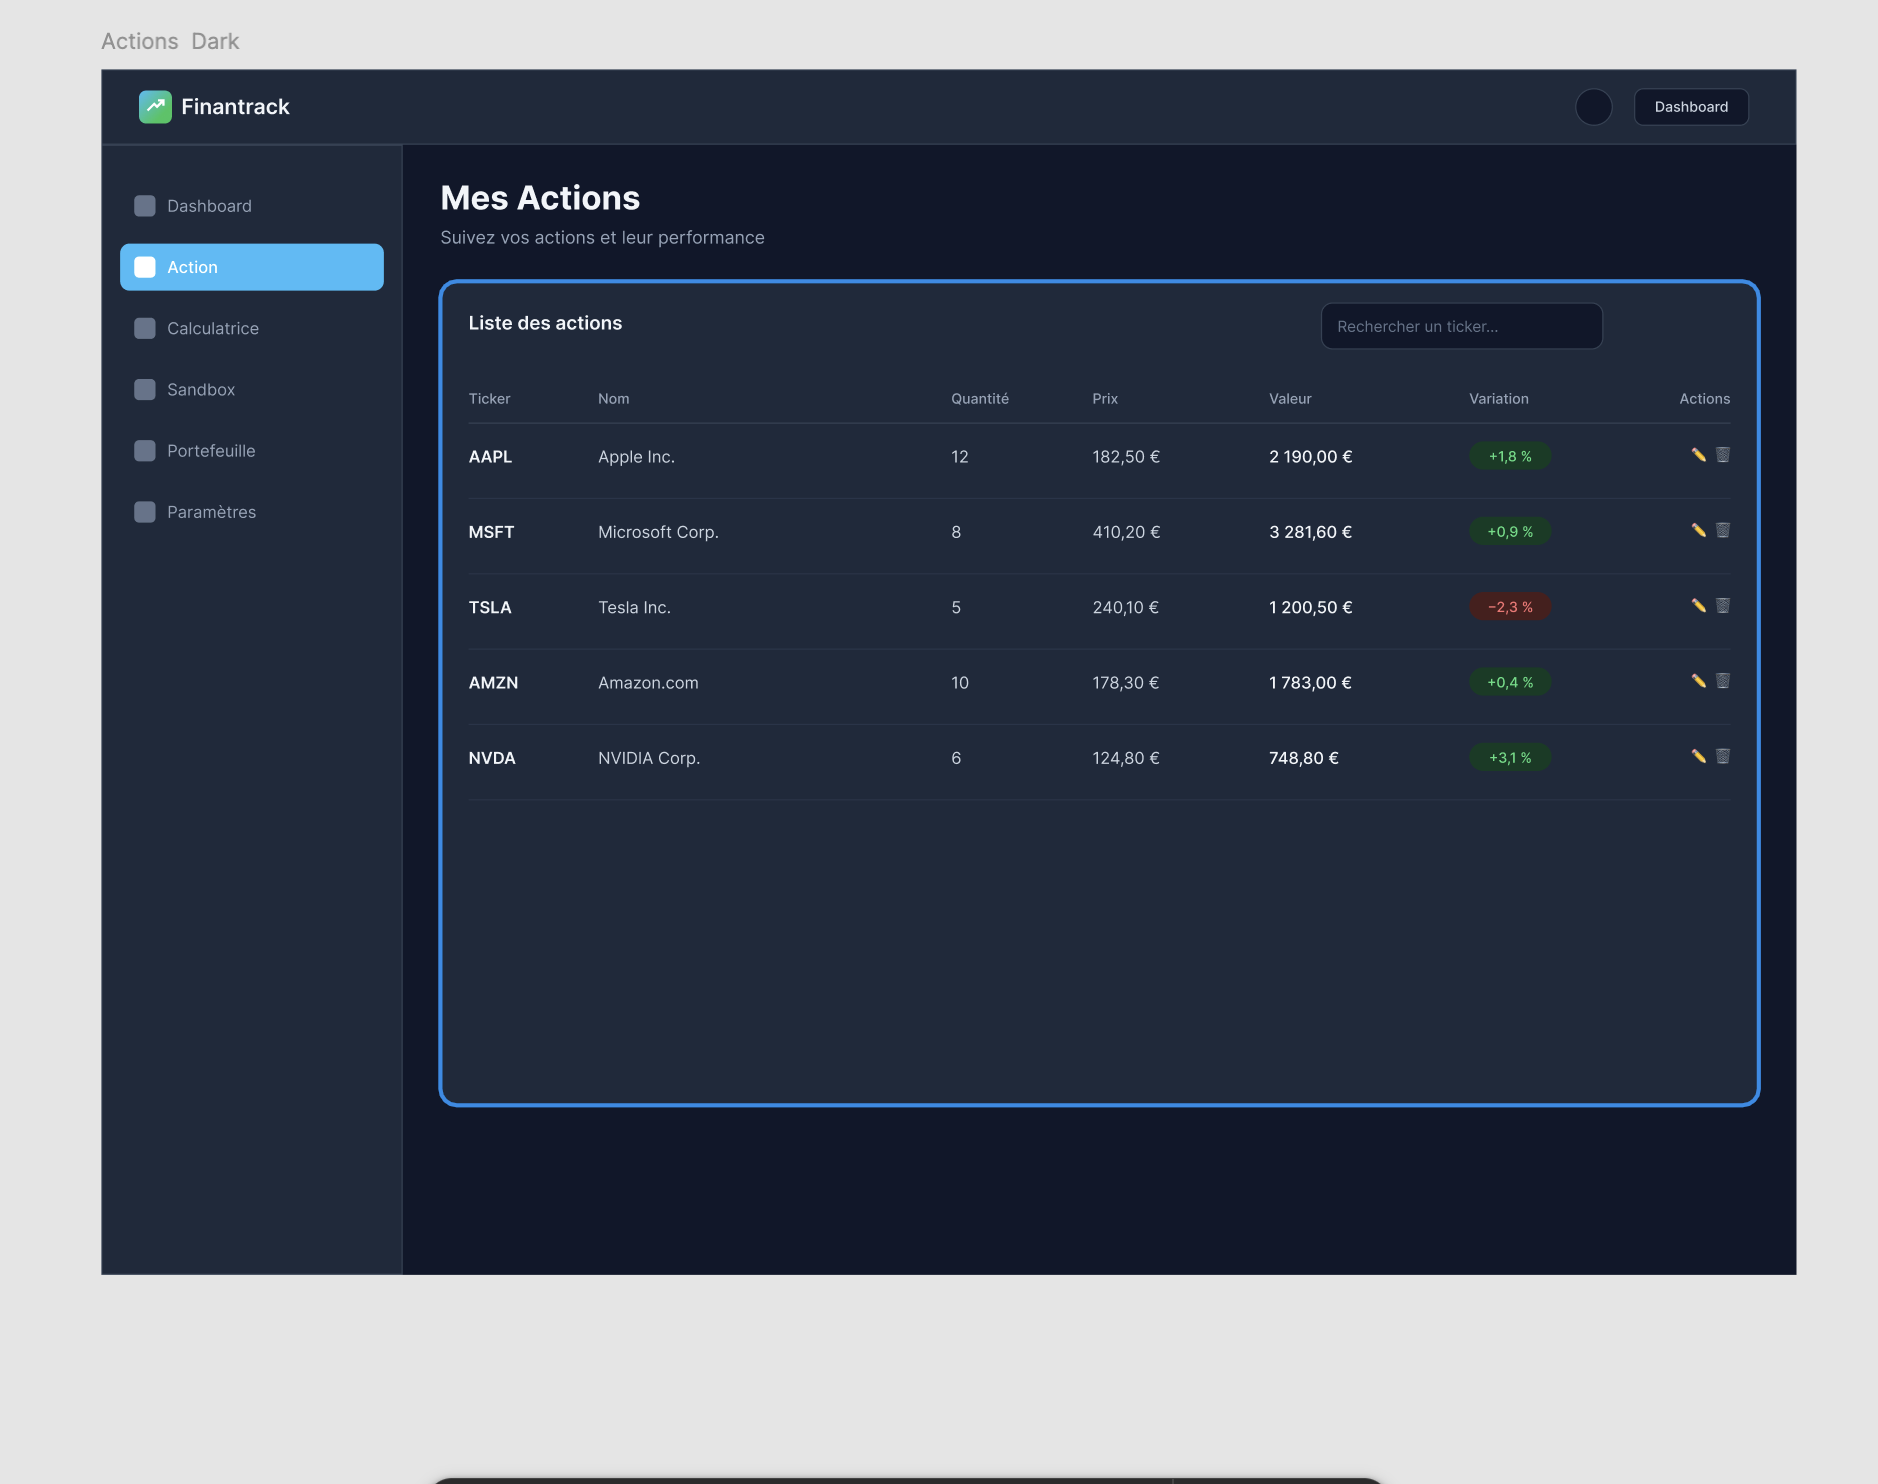 Actions Dark
Finantrack
Dashboard
Dashboard
Action
Calculatrice
Sandbox
Portefeuille
Paramètres
Mes Actions
Suivez vos actions et leur performance
Liste des actions
Rechercher un ticker...
Ticker Nom Quantité Prix Valeur Variation Actions
AAPL Apple Inc. 12 182,50 € 2 190,00 € +1,8 %
MSFT Microsoft Corp. 8 410,20 € 3 281,60 € +0,9 %
TSLA Tesla Inc. 5 240,10 € 1 200,50 € −2,3 %
AMZN Amazon.com 10 178,30 € 1 783,00 € +0,4 %
NVDA NVIDIA Corp. 6 124,80 € 748,80 € +3,1 %